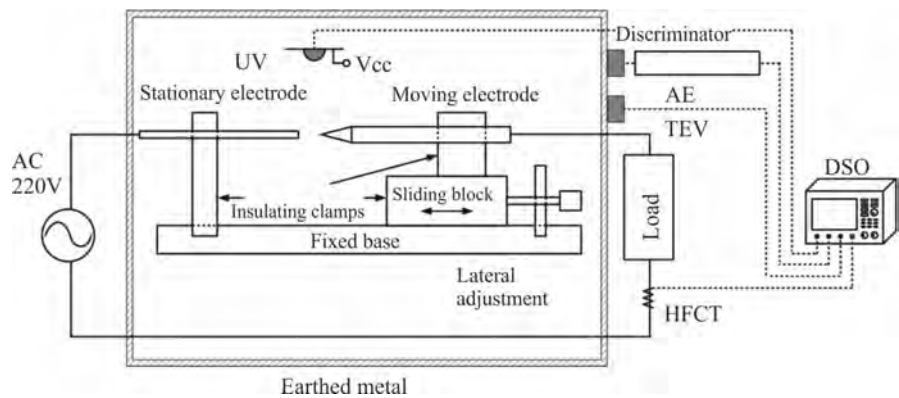 Discriminator
UV
Vcc
Stationary electrode
Moving electrode
AE
TEV
AC
220V
DSO
Sliding block
Insulating clamps
Load
Fixed base
Lateral
adjustment
HFCT
Earthed metal